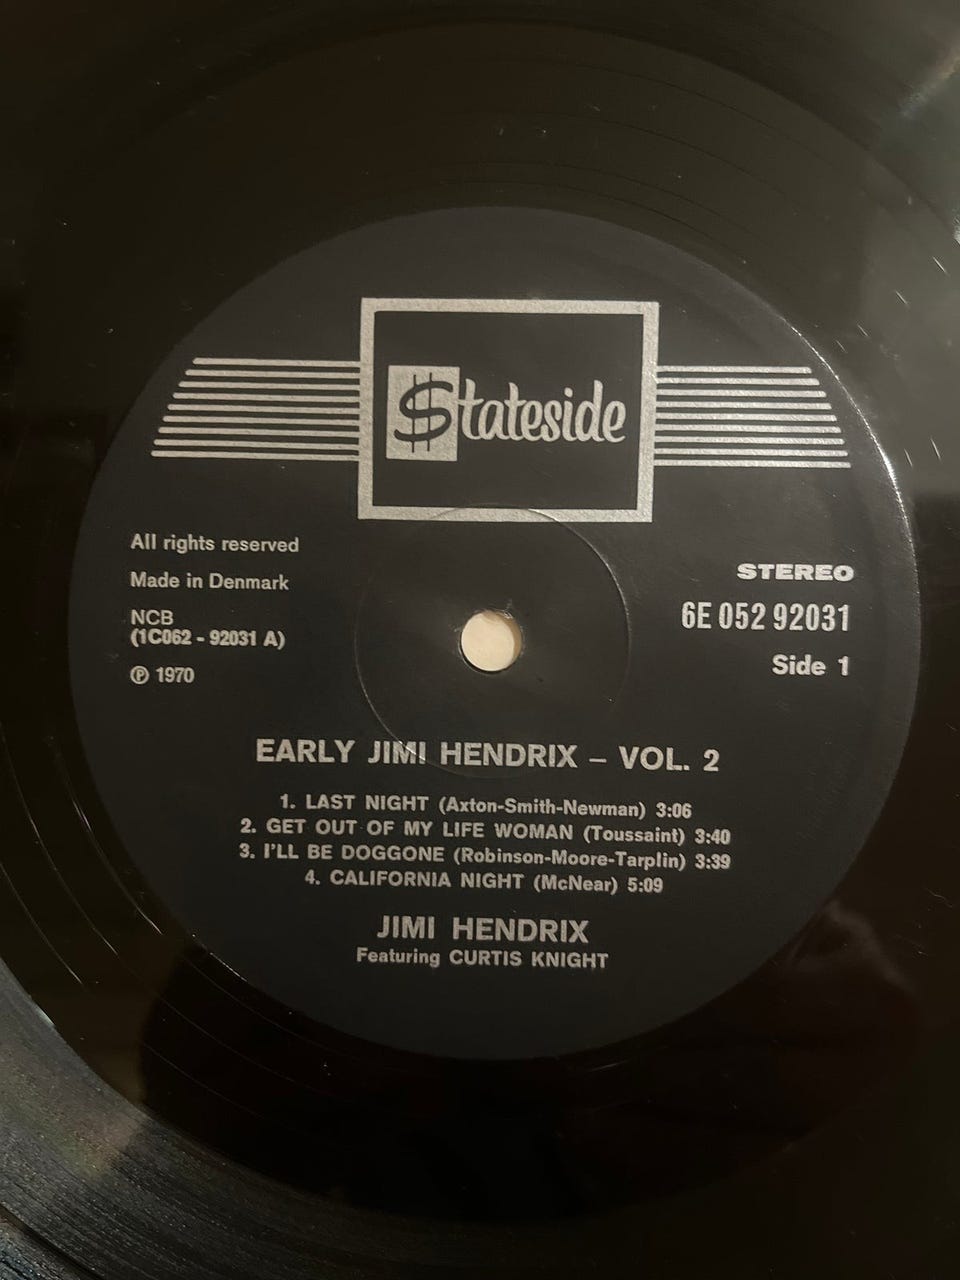 $tateside
All rights reserved
Made in Denmark
NCB
(1C062 - 92031 A)
℗ 1970
STEREO
6E 052 92031
Side 1
EARLY JIMI HENDRIX – VOL. 2
1. LAST NIGHT (Axton-Smith-Newman) 3:06
2. GET OUT OF MY LIFE WOMAN (Toussaint) 3:40
3. I'LL BE DOGGONE (Robinson-Moore-Tarplin) 3:39
4. CALIFORNIA NIGHT (McNear) 5:09
JIMI HENDRIX
Featuring CURTIS KNIGHT